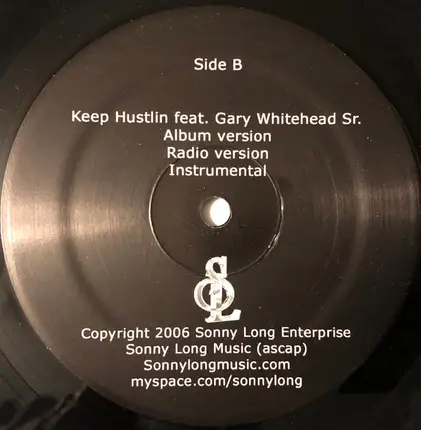 Side B
Keep Hustlin feat. Gary Whitehead Sr.
Album version
Radio version
Instrumental
SOL
Copyright 2006 Sonny Long Enterprise
Sonny Long Music (ascap)
Sonnylongmusic.com
myspace.com/sonnylong